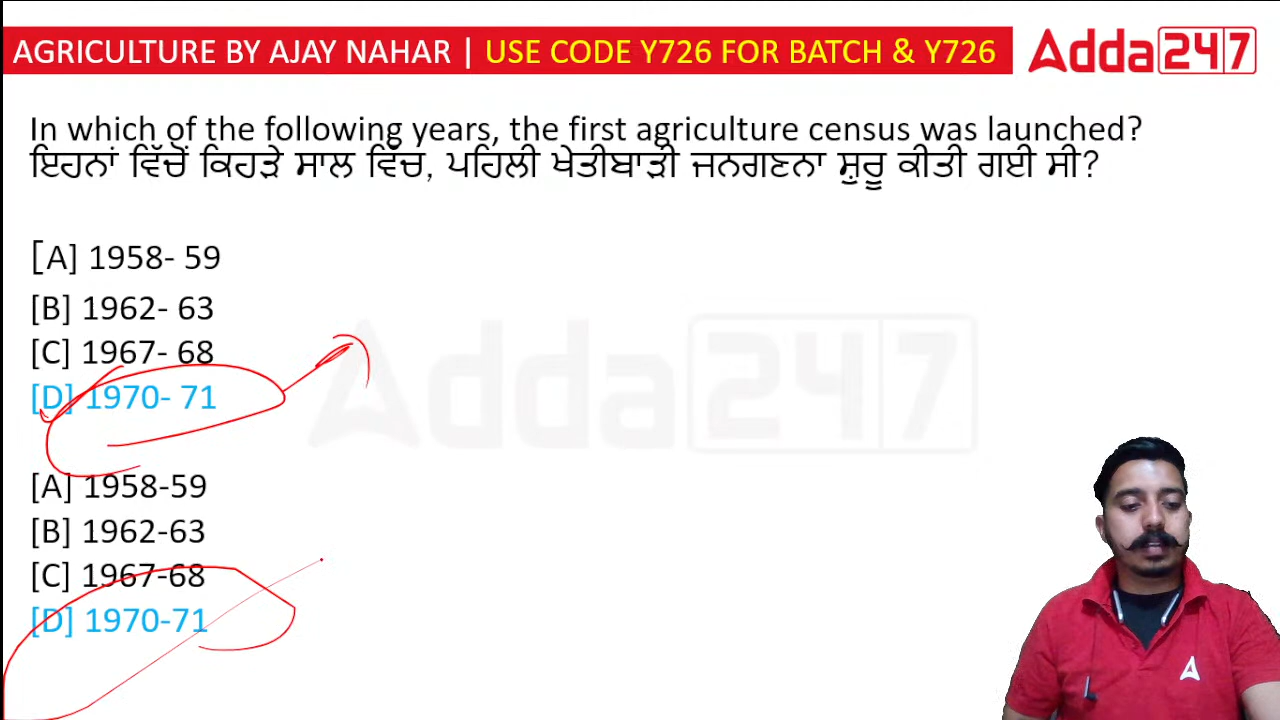 AGRICULTURE BY AJAY NAHAR | USE CODE Y726 FOR BATCH & Y726
Adda247
In which of the following years, the first agriculture census was launched?
ਇਹਨਾਂ ਵਿੱਚੋਂ ਕਿਹੜੇ ਸਾਲ ਵਿੱਚ, ਪਹਿਲੀ ਖੇਤੀਬਾੜੀ ਜਨਗਣਨਾ ਸ਼ੁਰੂ ਕੀਤੀ ਗਈ ਸੀ?
[A] 1958- 59
[B] 1962- 63
[C] 1967- 68
[D] 1970- 71
Adda247
[A] 1958-59
[B] 1962-63
[C] 1967-68
[D] 1970-71